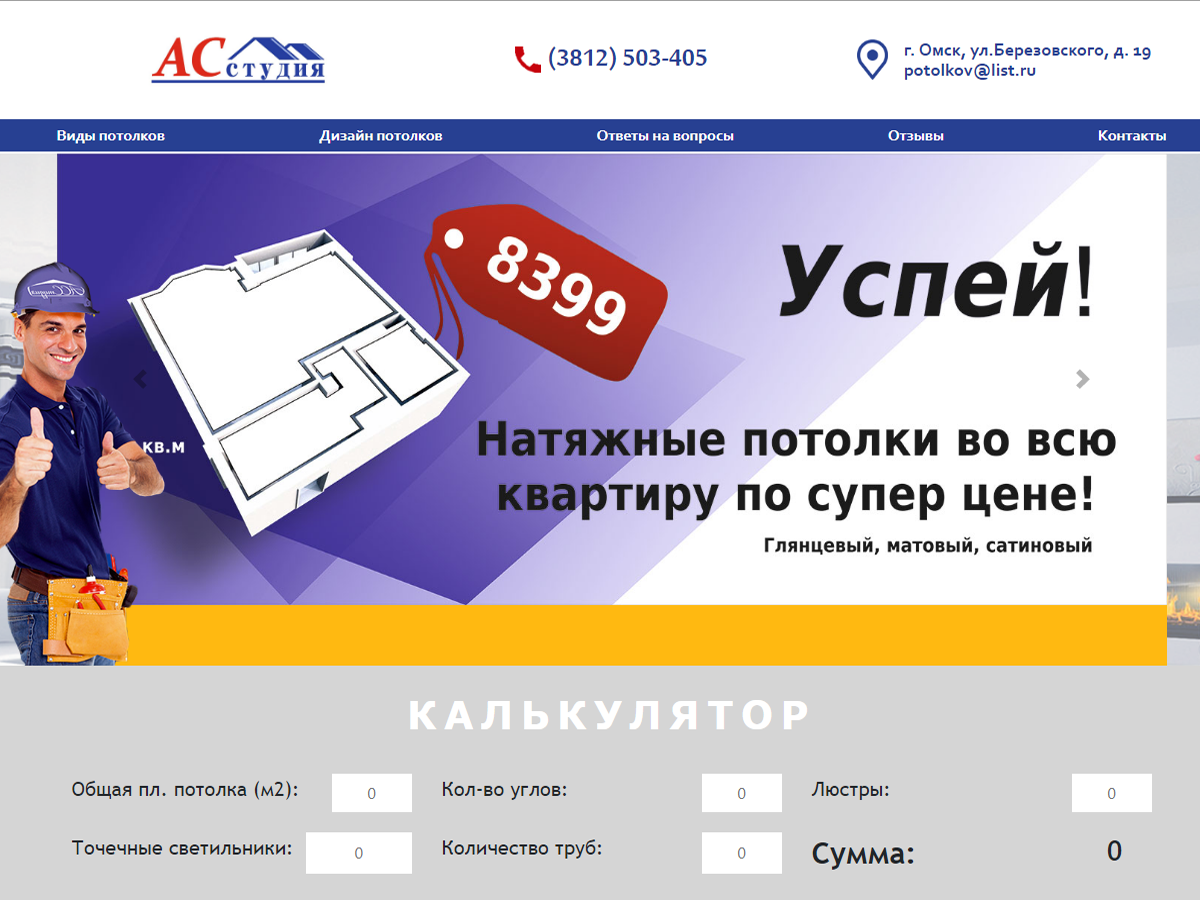 АС студия
(3812) 503-405
г. Омск, ул.Березовского, д. 19
potolkov@list.ru
Виды потолков
Дизайн потолков
Ответы на вопросы
Отзывы
Контакты
8399
Успей!
кв.м
Натяжные потолки во всю
квартиру по супер цене!
Глянцевый, матовый, сатиновый
КАЛЬКУЛЯТОР
Общая пл. потолка (м2): 0
Кол-во углов: 0
Люстры: 0
Точечные светильники: 0
Количество труб: 0
Сумма: 0